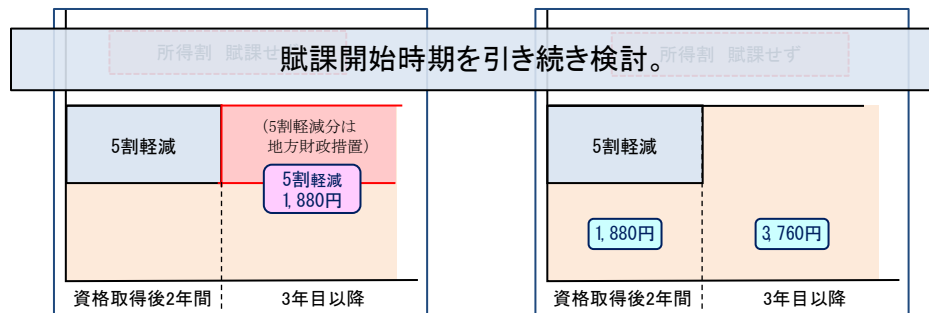 所得割 賦課せ
所得割 賦課せず
賦課開始時期を引き続き検討。
5割軽減
(5割軽減分は
地方財政措置)
5割軽減
1,880円
資格取得後2年間
3年目以降
5割軽減
1,880円
3,760円
資格取得後2年間
3年目以降